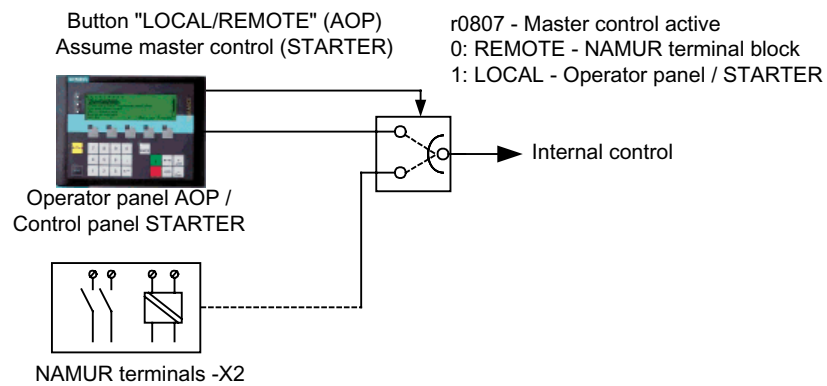 Button "LOCAL/REMOTE" (AOP)
Assume master control (STARTER)
r0807 - Master control active
0: REMOTE - NAMUR terminal block
1: LOCAL - Operator panel / STARTER
Internal control
Operator panel AOP /
Control panel STARTER
NAMUR terminals -X2